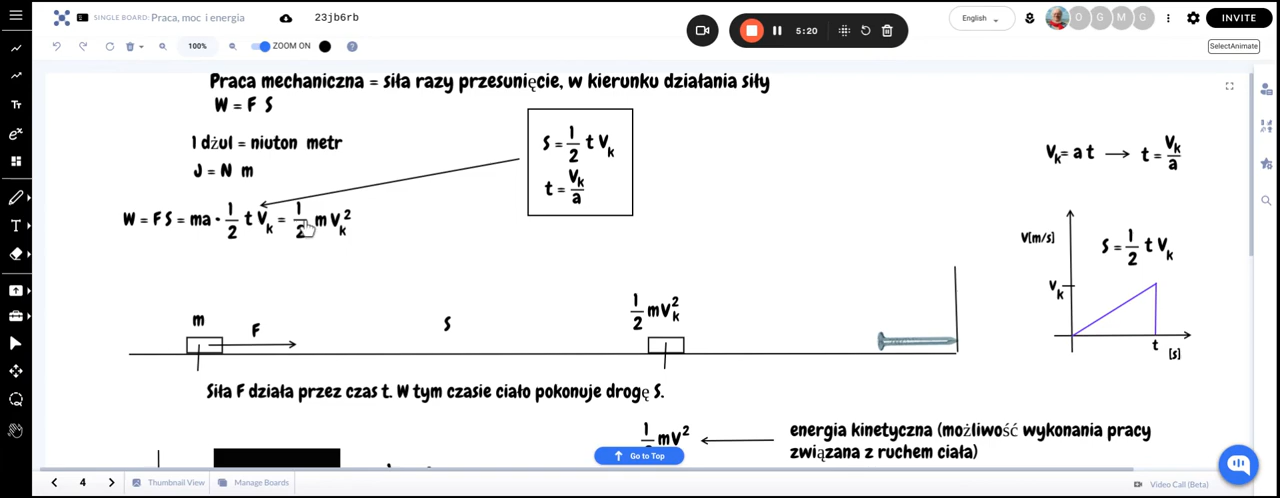 SINGLE BOARD: Praca, moc i energia
23jb6rb
English
O G M G
INVITE
100%
ZOOM ON
5:20
SelectAnimate
Praca mechaniczna = siła razy przesunięcie, w kierunku działania siły
W = F S
1 dżul = niuton metr
J = N m
S = 1/2 t Vk
t = Vk/a
Vk = a t → t = Vk/a
W = F S = ma · 1/2 t Vk = 1/2 m Vk²
V[m/s]
S = 1/2 t Vk
Vk
t
[s]
m
F
S
1/2 mVk²
Siła F działa przez czas t. W tym czasie ciało pokonuje drogę S.
1/2 mV²
energia kinetyczna (możliwość wykonania pracy
związana z ruchem ciała)
Go to Top
4
Thumbnail View
Manage Boards
Video Call (Beta)